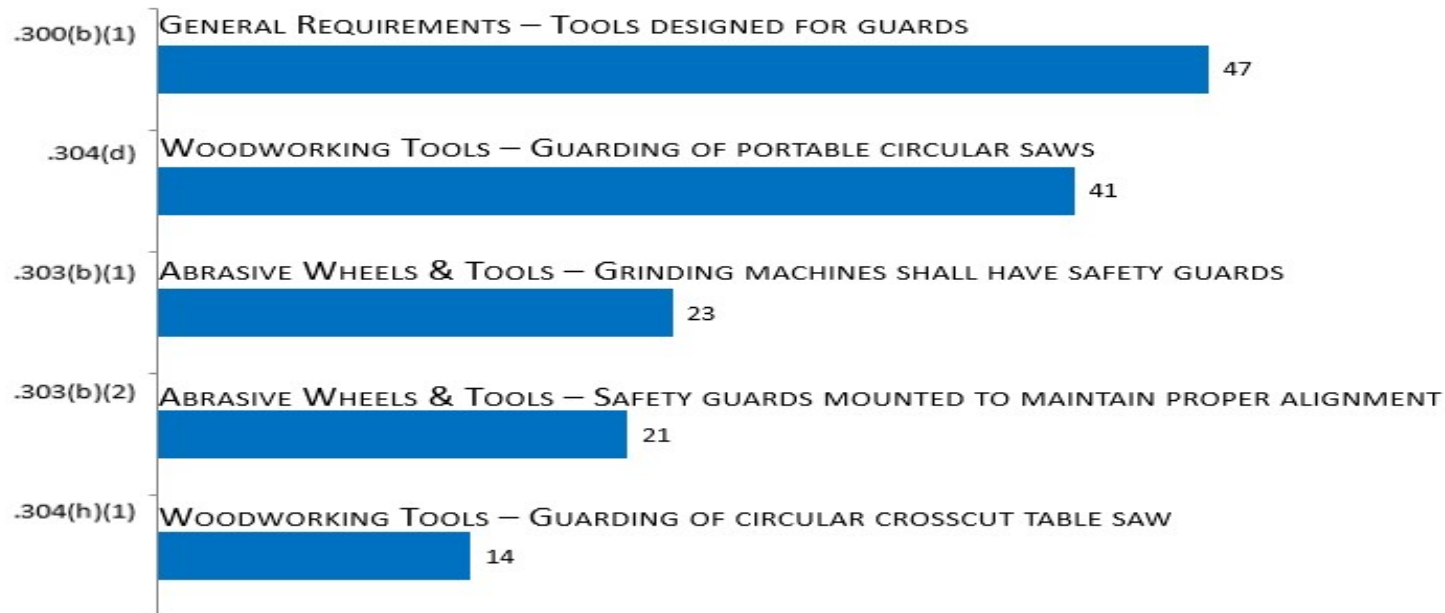 .300(b)(1) GENERAL REQUIREMENTS – TOOLS DESIGNED FOR GUARDS
47
.304(d) WOODWORKING TOOLS – GUARDING OF PORTABLE CIRCULAR SAWS
41
.303(b)(1) ABRASIVE WHEELS & TOOLS – GRINDING MACHINES SHALL HAVE SAFETY GUARDS
23
.303(b)(2) ABRASIVE WHEELS & TOOLS – SAFETY GUARDS MOUNTED TO MAINTAIN PROPER ALIGNMENT
21
.304(h)(1) WOODWORKING TOOLS – GUARDING OF CIRCULAR CROSSCUT TABLE SAW
14